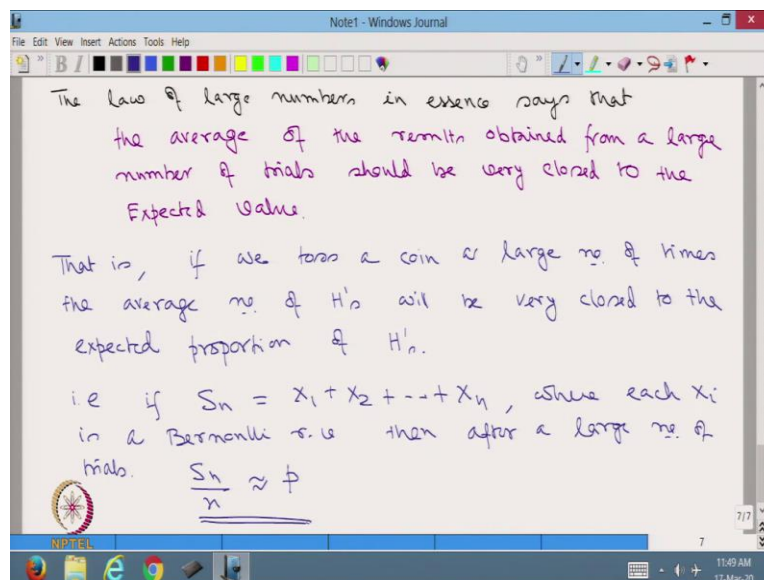 Note1 - Windows Journal
File Edit View Insert Actions Tools Help
B I
The law of large numbers in essence says that
the average of the results obtained from a large
number of trials should be very closed to the
Expected value.
That is, if we toss a coin a large no. of times
the average no. of H's will be very closed to the
expected proportion of H's.
i.e if Sn = X1 + X2 + --- + Xn, where each Xi
is a Bernoulli r.v then after a large no. of
trials.
Sn/n ≈ p
7/7
NPTEL
7
11:49 AM
17-Mar-20